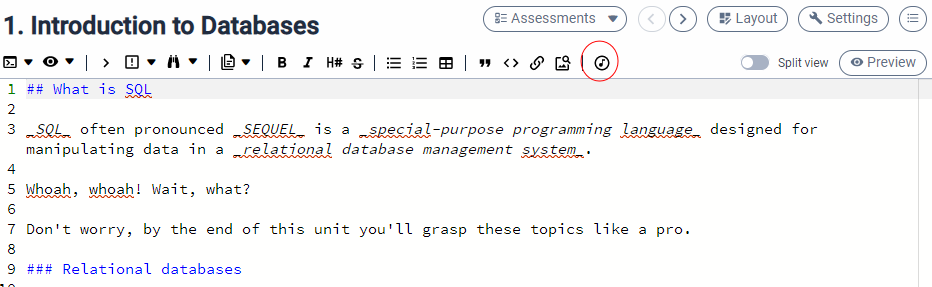 1. Introduction to Databases
Assessments
Layout
Settings
B I H# S
Split view
Preview
1 ## What is SQL
2
3 _SQL_ often pronounced _SEQUEL_ is a _special-purpose programming language_ designed for
manipulating data in a _relational database management system_.
4
5 Whoah, whoah! Wait, what?
6
7 Don't worry, by the end of this unit you'll grasp these topics like a pro.
8
9 ### Relational databases